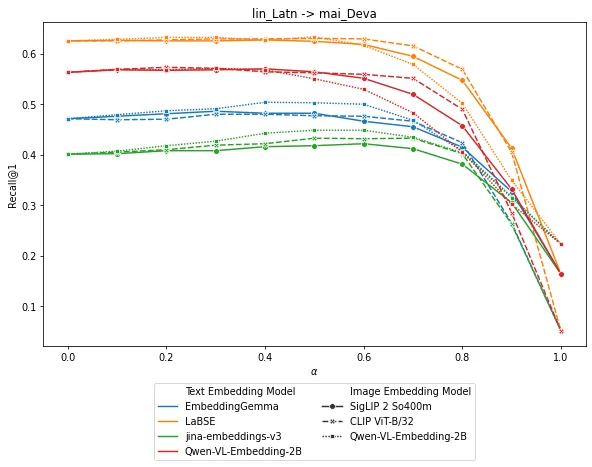 lin_Latn -> mai_Deva
Recall@1
0.6
0.5
0.4
0.3
0.2
0.1
0.0 0.2 0.4 0.6 0.8 1.0
α
Text Embedding Model Image Embedding Model
EmbeddingGemma SigLIP 2 So400m
LaBSE CLIP ViT-B/32
jina-embeddings-v3 Qwen-VL-Embedding-2B
Qwen-VL-Embedding-2B